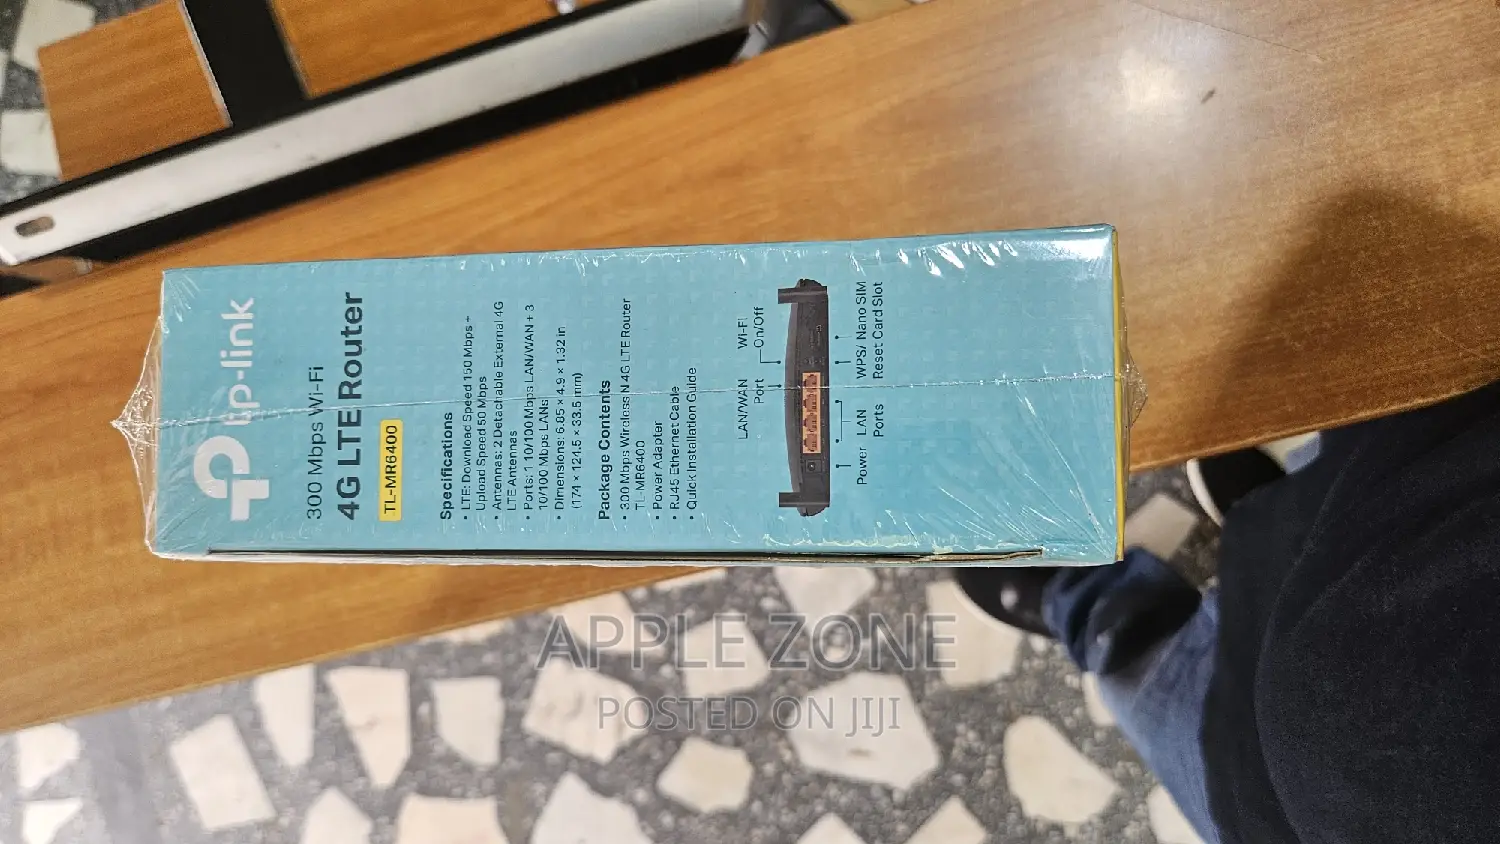 tp-link
300 Mbps Wi-Fi
4G LTE Router
TL-MR6400
Specifications
• LTE: Download Speed 150 Mbps +
Upload Speed 50 Mbps
• Antennas: 2 Detachable External 4G
LTE Antennas
• Ports: 1 10/100 Mbps LAN/WAN + 3
10/100 Mbps LANs
• Dimensions: 6.85 × 4.9 × 1.32 in
(174 × 124.5 × 33.5 mm)
Package Contents
• 300 Mbps Wireless N 4G LTE Router
TL-MR6400
• Power Adapter
• RJ45 Ethernet Cable
• Quick Installation Guide
LAN/WAN
Port
Wi-Fi
On/Off
Power
LAN
Ports
WPS/
Reset
Nano SIM
Card Slot
APPLE ZONE
POSTED ON JIJI